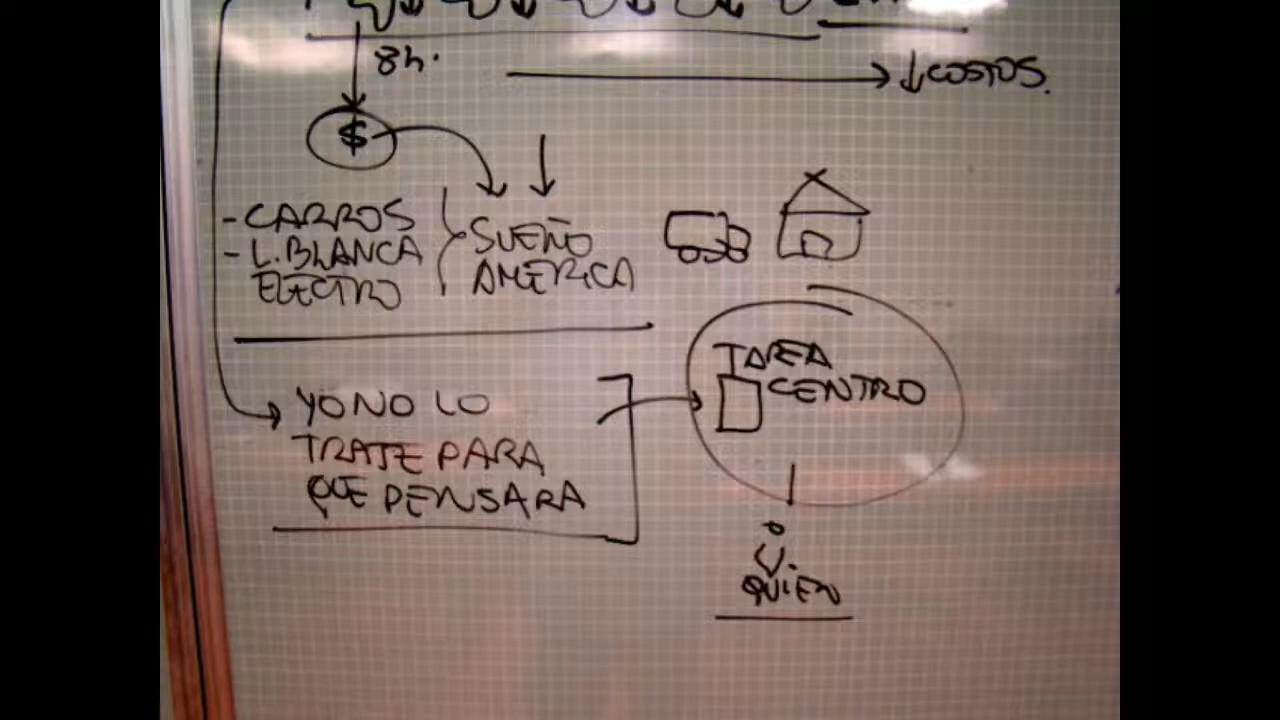 8h.
↓COSTOS.
$
- CARROS
- L.BLANCA
ELECTRO
SUEÑO
AMERICA
TAREA
CENTRO
YO NO LO
TRAJE PARA
QUE PENSARA
QUIEN